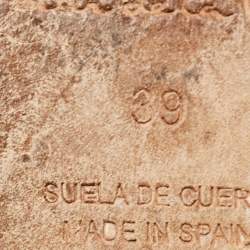 39
SUELA DE CUER
MADE IN SPAIN